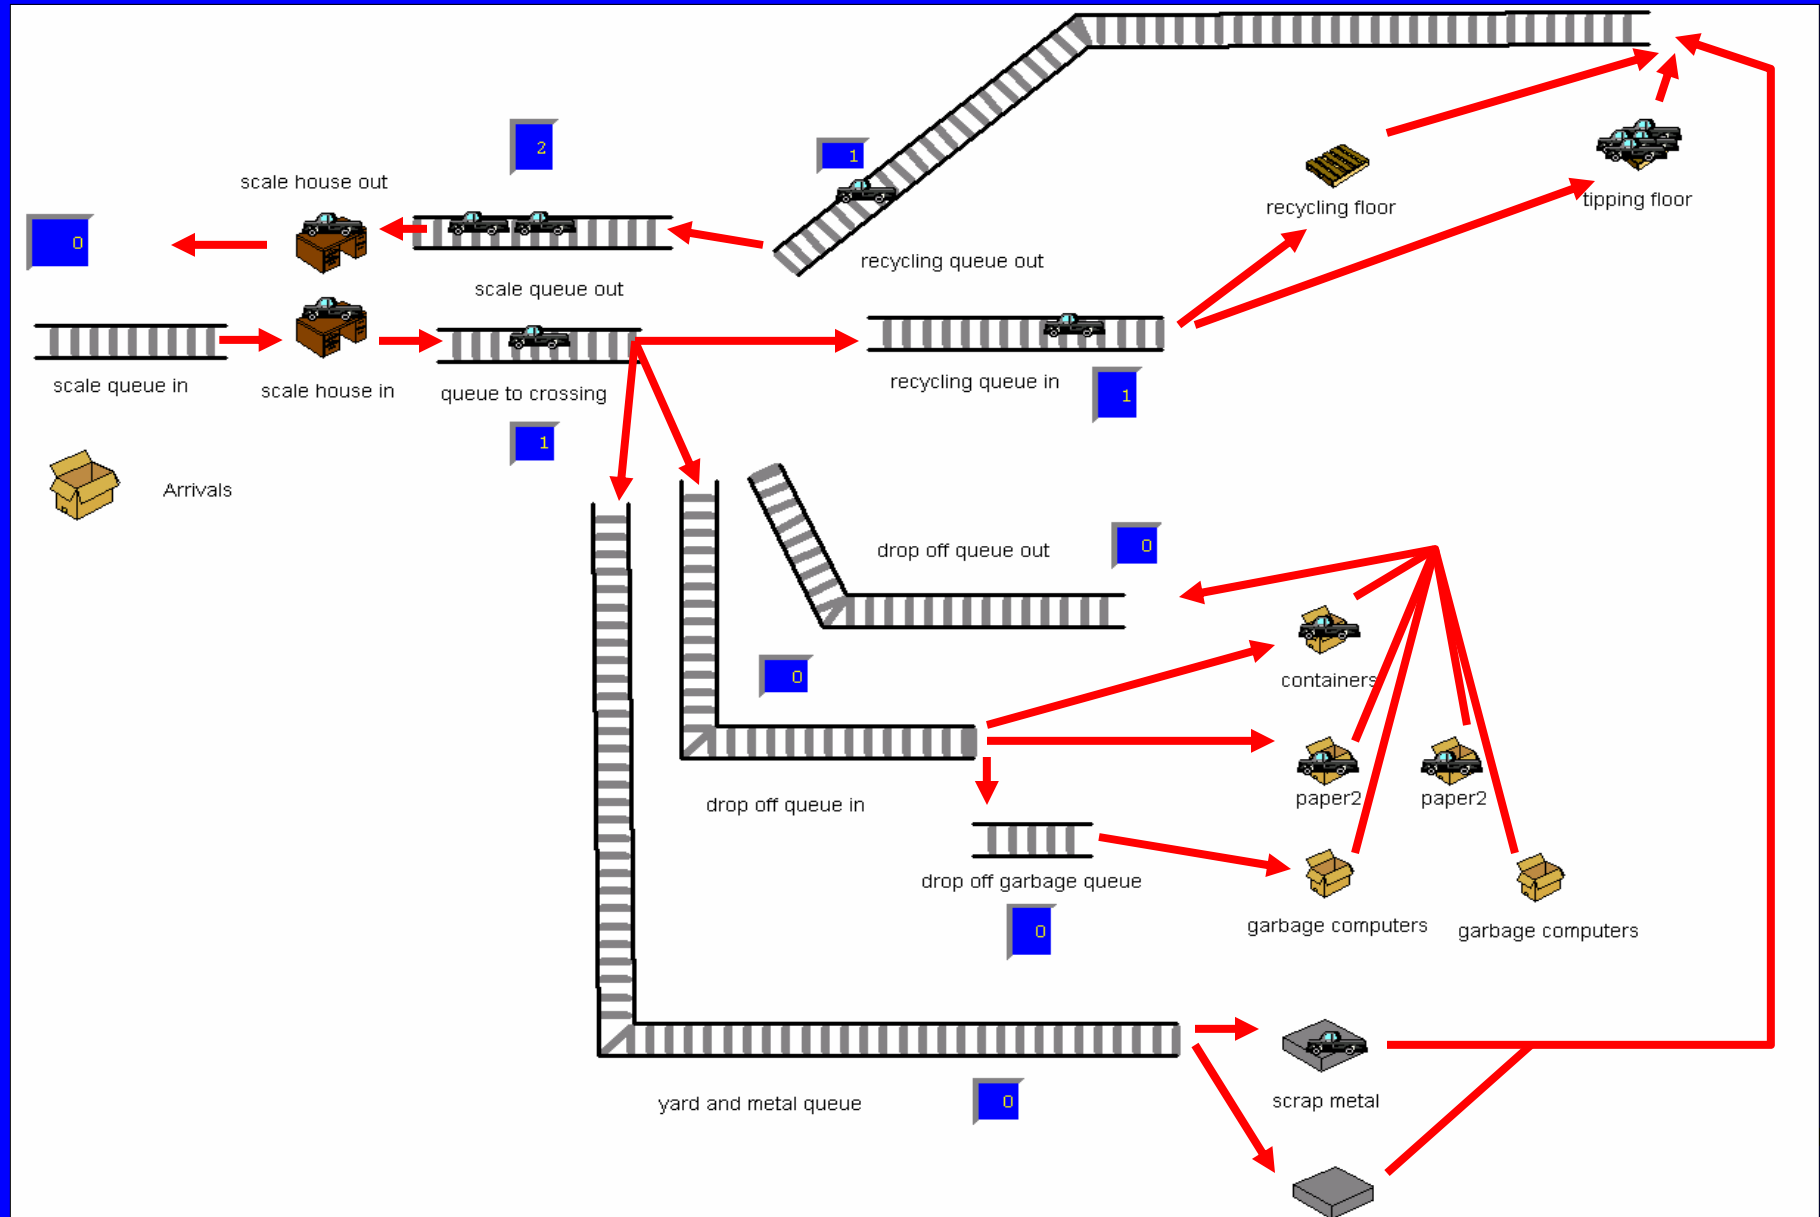 2
1
scale house out
recycling floor
tipping floor
0
recycling queue out
scale queue out
scale queue in
scale house in
queue to crossing
recycling queue in
1
1
Arrivals
drop off queue out
0
0
containers
drop off queue in
paper2
paper2
drop off garbage queue
garbage computers
garbage computers
0
yard and metal queue
0
scrap metal